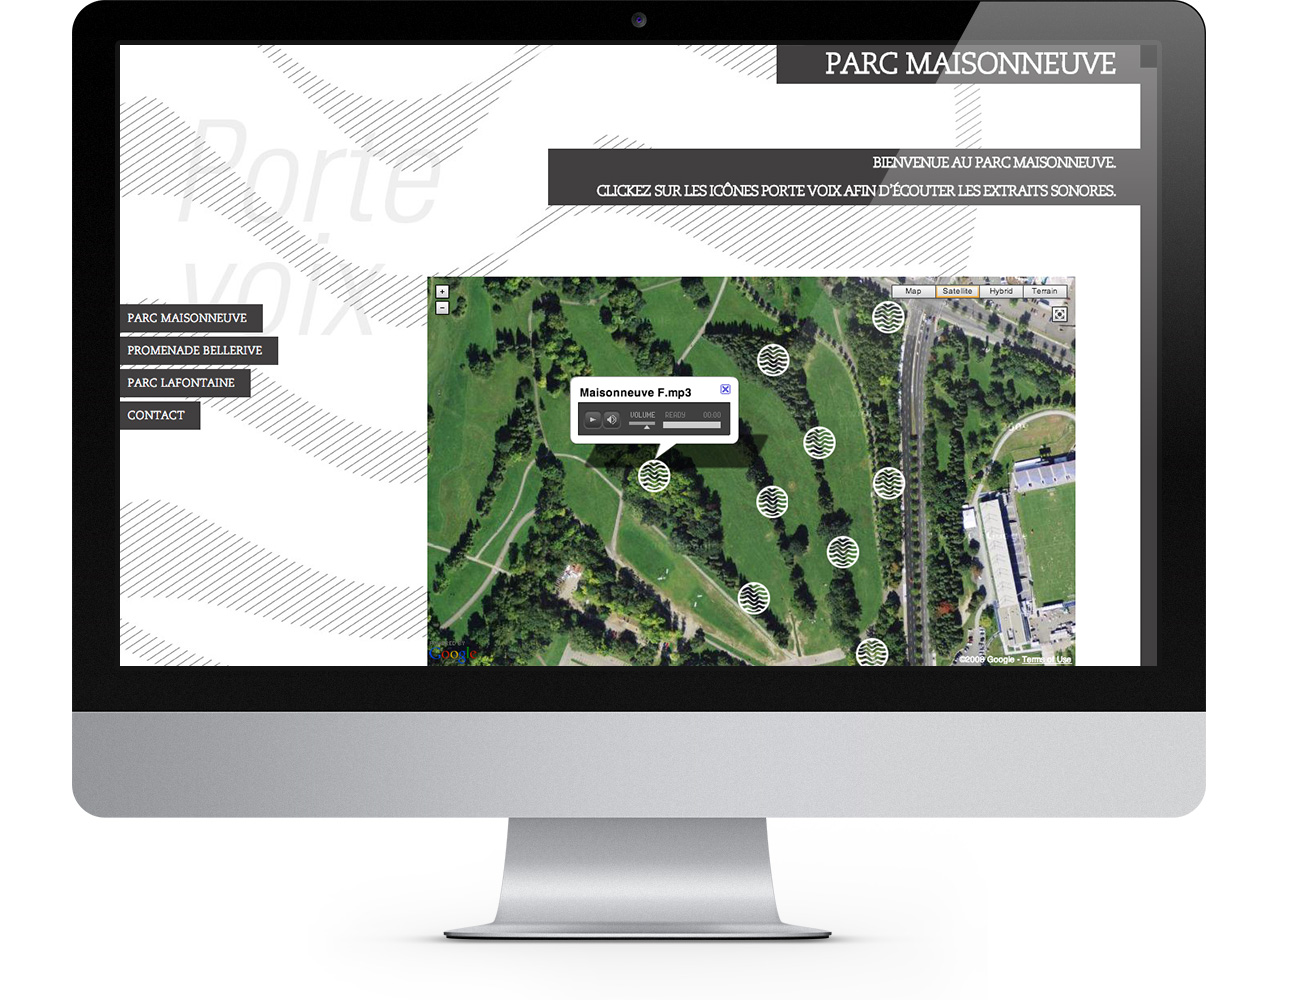 PARC MAISONNEUVE
Porte
voix
BIENVENUE AU PARC MAISONNEUVE.
CLICKEZ SUR LES ICÔNES PORTE VOIX AFIN D'ÉCOUTER LES EXTRAITS SONORES.
PARC MAISONNEUVE
PROMENADE BELLERIVE
PARC LAFONTAINE
CONTACT
+
−
Map Satellite Hybrid Terrain
Maisonneuve F.mp3
VOLUME READY 00:00
Google
©2009 Google - Terms of Use